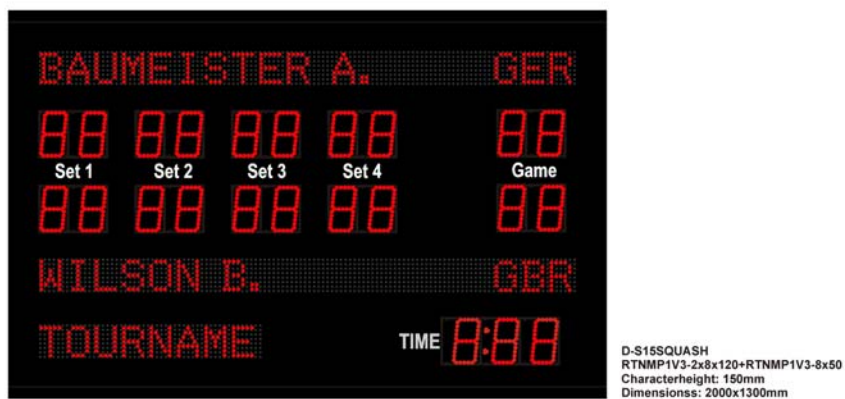 BAUMEISTER A. GER
88 88 88 88 88
Set 1 Set 2 Set 3 Set 4 Game
88 88 88 88 88
WILSON B. GBR
TOURNAME
TIME 8:88
D-S15SQUASH
RTNMP1V3-2x8x120+RTNMP1V3-8x50
Characterheight: 150mm
Dimensionss: 2000x1300mm